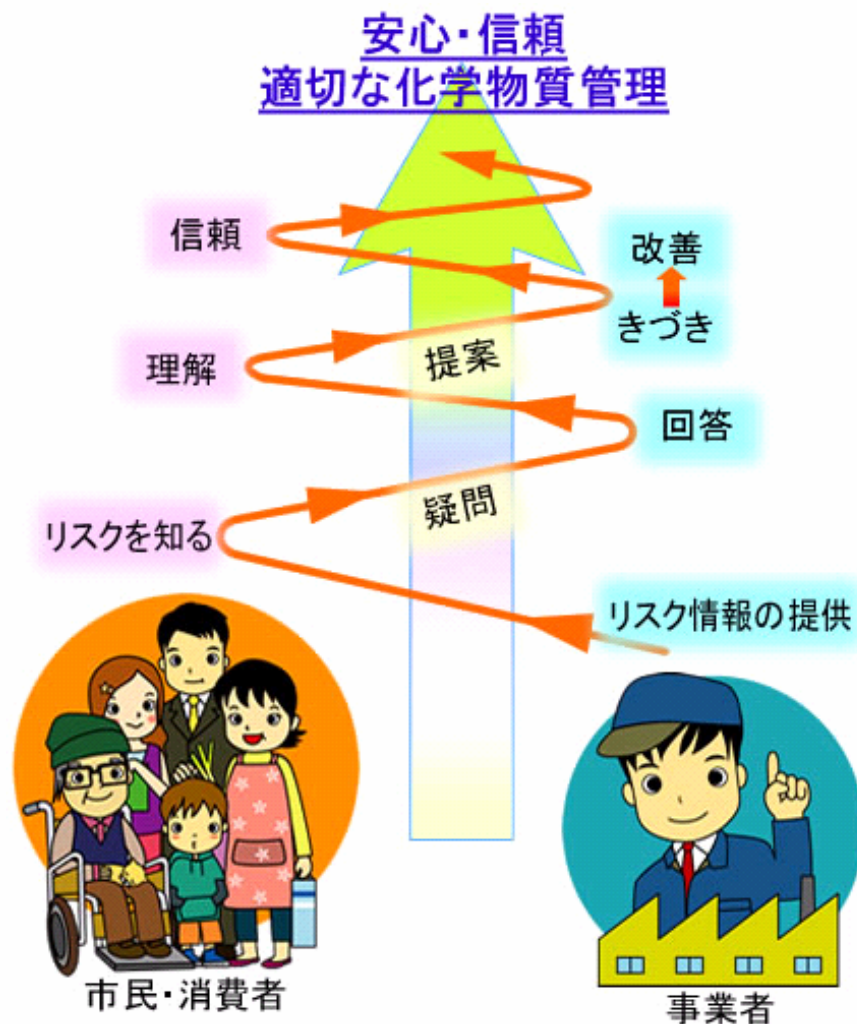 安心・信頼
適切な化学物質管理
信頼
改善
きづき
提案
理解
回答
疑問
リスクを知る
リスク情報の提供
市民・消費者
事業者